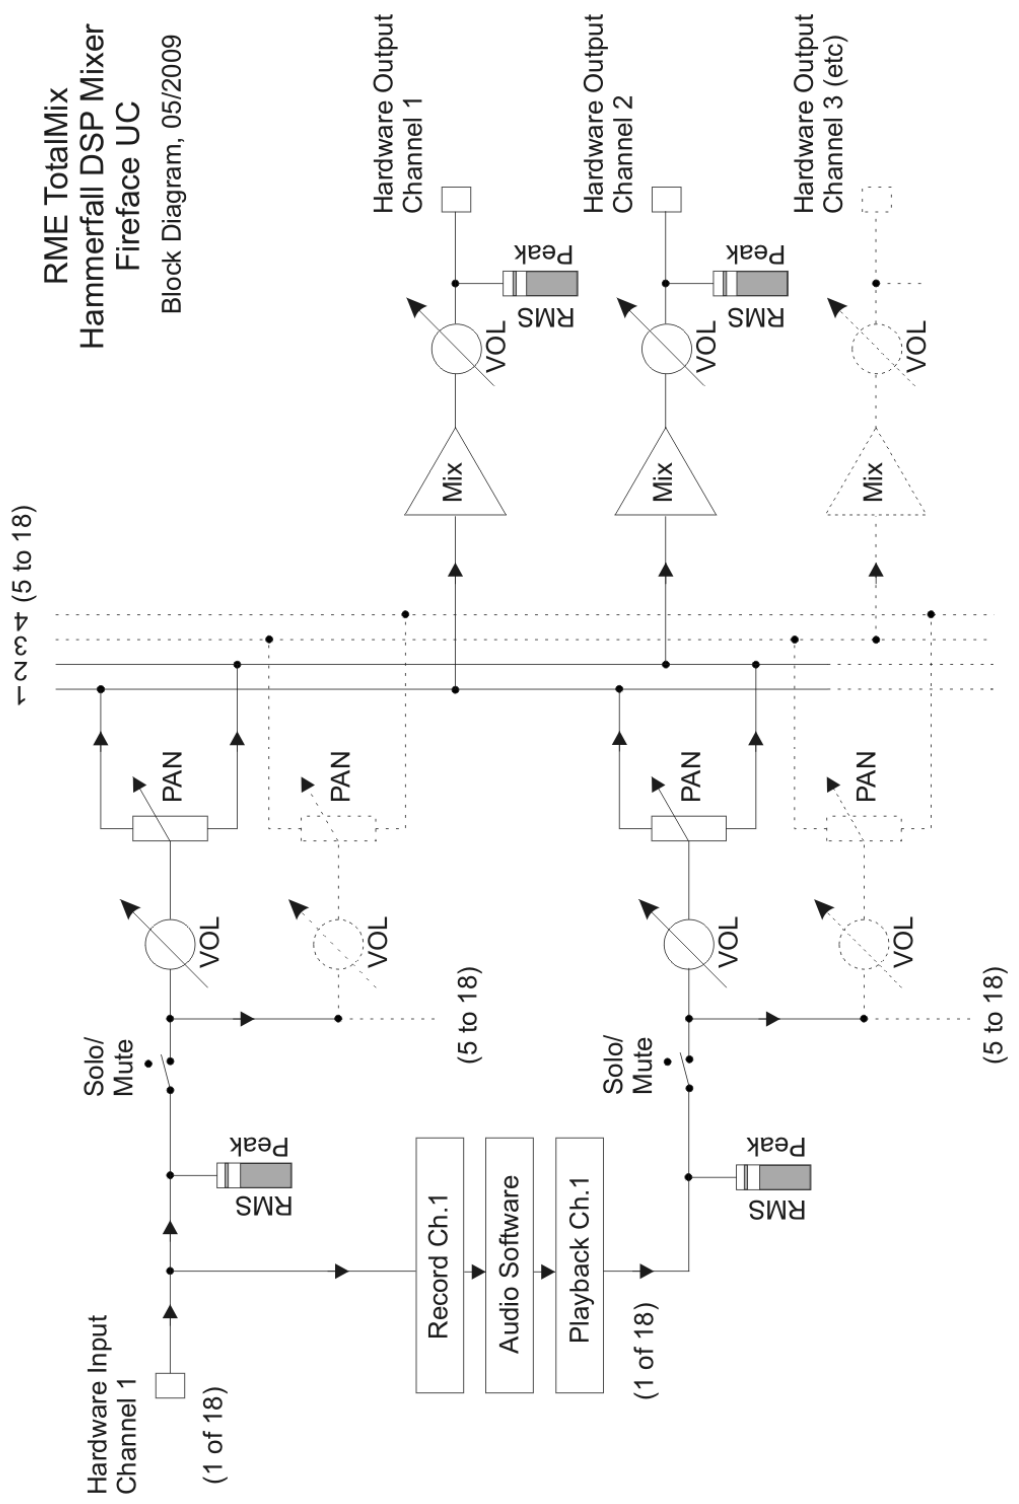 RME TotalMix
Hammerfall DSP Mixer
Fireface UC
Block Diagram, 05/2009
Hardware Input
Channel 1
(1 of 18)
RMS
Peak
Solo/
Mute
VOL
PAN
VOL
PAN
(5 to 18)
1 2 3 4 (5 to 18)
Mix
VOL
RMS
Peak
Hardware Output
Channel 1
Record Ch.1
Audio Software
Playback Ch.1
(1 of 18)
RMS
Peak
Solo/
Mute
VOL
PAN
VOL
PAN
(5 to 18)
Mix
VOL
RMS
Peak
Hardware Output
Channel 2
Mix
VOL
Hardware Output
Channel 3 (etc)